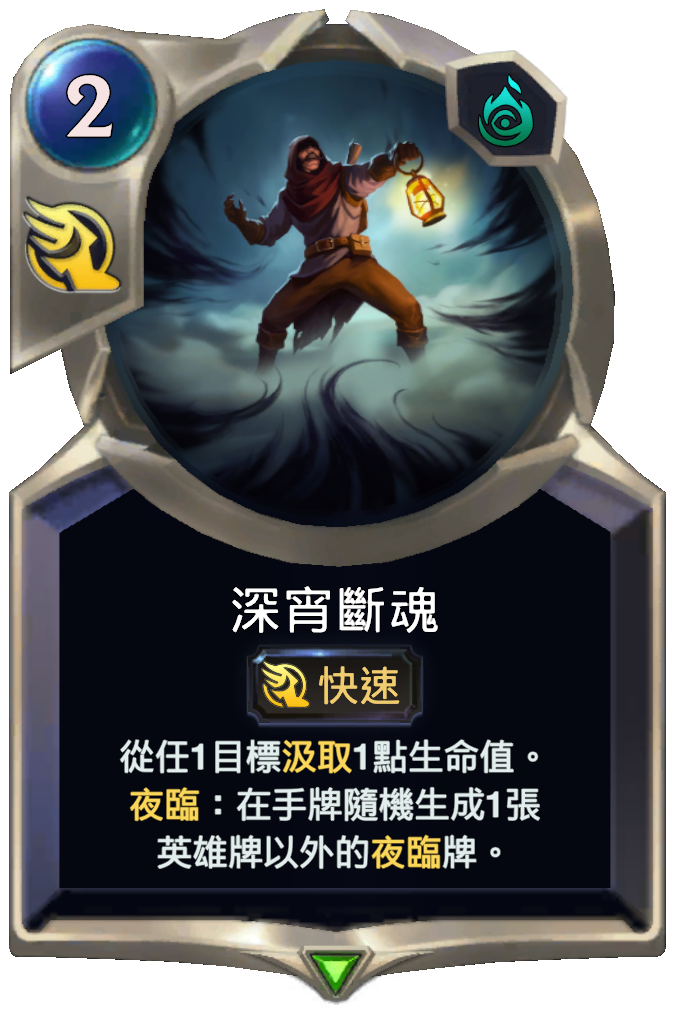 2
深宵斷魂
快速
從任1目標汲取1點生命值。
夜臨：在手牌隨機生成1張
英雄牌以外的夜臨牌。